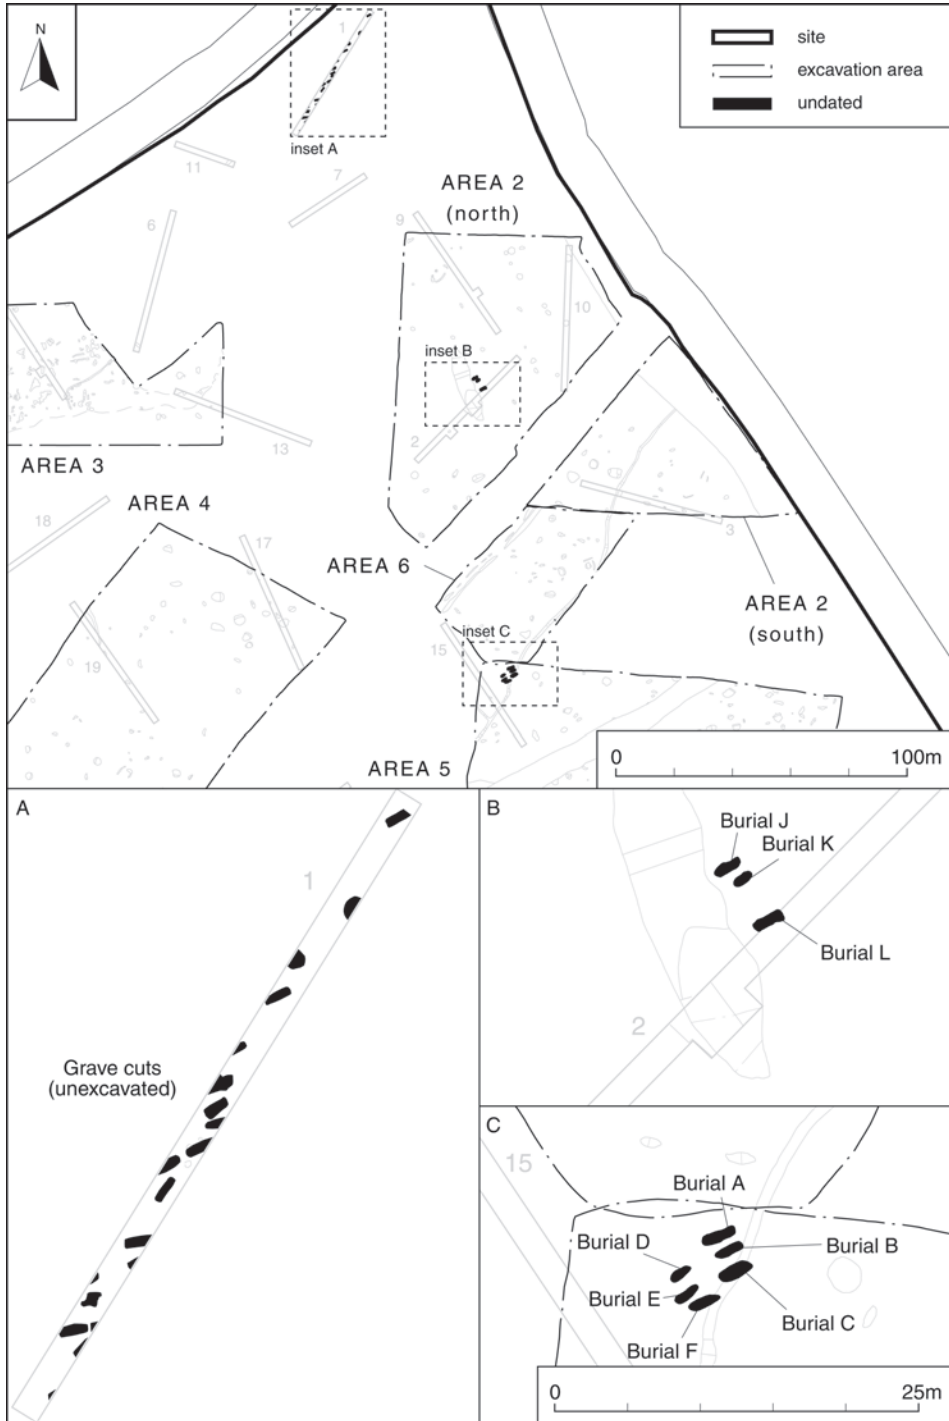 N
site
excavation area
undated
1
inset A
11
7
6
AREA 2
(north)
9
10
inset B
2
13
AREA 3
AREA 4
18
17
AREA 6
3
AREA 2
(south)
inset C
15
19
AREA 5
0
100m
A
1
Grave cuts
(unexcavated)
B
Burial J
Burial K
Burial L
2
C
15
Burial A
Burial D
Burial B
Burial E
Burial C
Burial F
0
25m